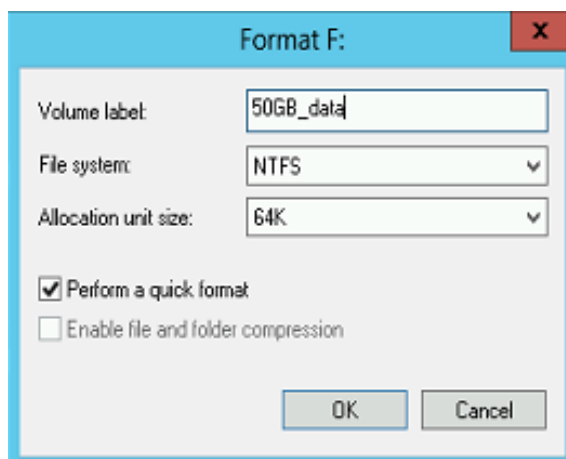 Format F:
x
Volume label: 50GB_data
File system: NTFS
Allocation unit size: 64K
Perform a quick format
Enable file and folder compression
OK Cancel